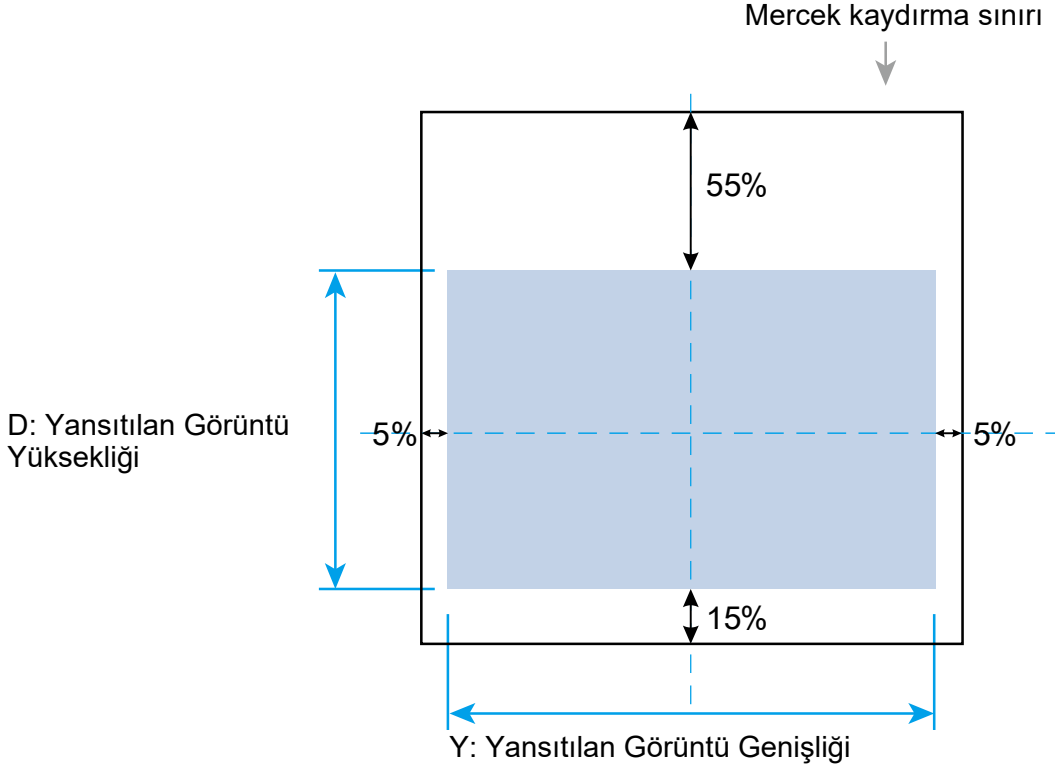 Mercek kaydırma sınırı
55%
D: Yansıtılan Görüntü
Yüksekliği
5%
5%
15%
Y: Yansıtılan Görüntü Genişliği